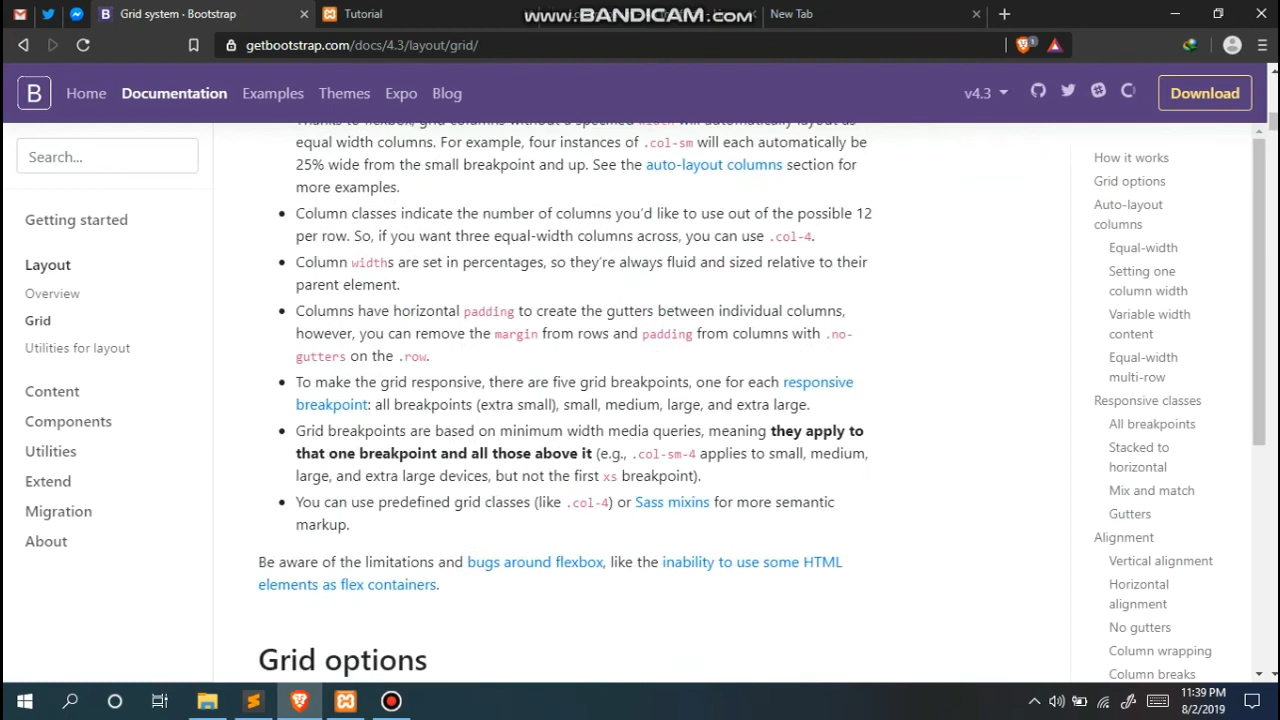 Grid system - Bootstrap
Tutorial
www.BANDICAM.com
New Tab
getbootstrap.com/docs/4.3/layout/grid/
1
B
Home
Documentation
Examples
Themes
Expo
Blog
v4.3
Download
Search...
Getting started
Layout
Overview
Grid
Utilities for layout
Content
Components
Utilities
Extend
Migration
About
Thanks to flexbox, grid columns without a specified width will automatically layout as
equal width columns. For example, four instances of .col-sm will each automatically be
25% wide from the small breakpoint and up. See the auto-layout columns section for
more examples.
Column classes indicate the number of columns you’d like to use out of the possible 12
per row. So, if you want three equal-width columns across, you can use .col-4.
Column widths are set in percentages, so they’re always fluid and sized relative to their
parent element.
Columns have horizontal padding to create the gutters between individual columns,
however, you can remove the margin from rows and padding from columns with .no-
gutters on the .row.
To make the grid responsive, there are five grid breakpoints, one for each responsive
breakpoint: all breakpoints (extra small), small, medium, large, and extra large.
Grid breakpoints are based on minimum width media queries, meaning they apply to
that one breakpoint and all those above it (e.g., .col-sm-4 applies to small, medium,
large, and extra large devices, but not the first xs breakpoint).
You can use predefined grid classes (like .col-4) or Sass mixins for more semantic
markup.
Be aware of the limitations and bugs around flexbox, like the inability to use some HTML
elements as flex containers.
Grid options
How it works
Grid options
Auto-layout
columns
Equal-width
Setting one
column width
Variable width
content
Equal-width
multi-row
Responsive classes
All breakpoints
Stacked to
horizontal
Mix and match
Gutters
Alignment
Vertical alignment
Horizontal
alignment
No gutters
Column wrapping
Column breaks
11:39 PM
8/2/2019